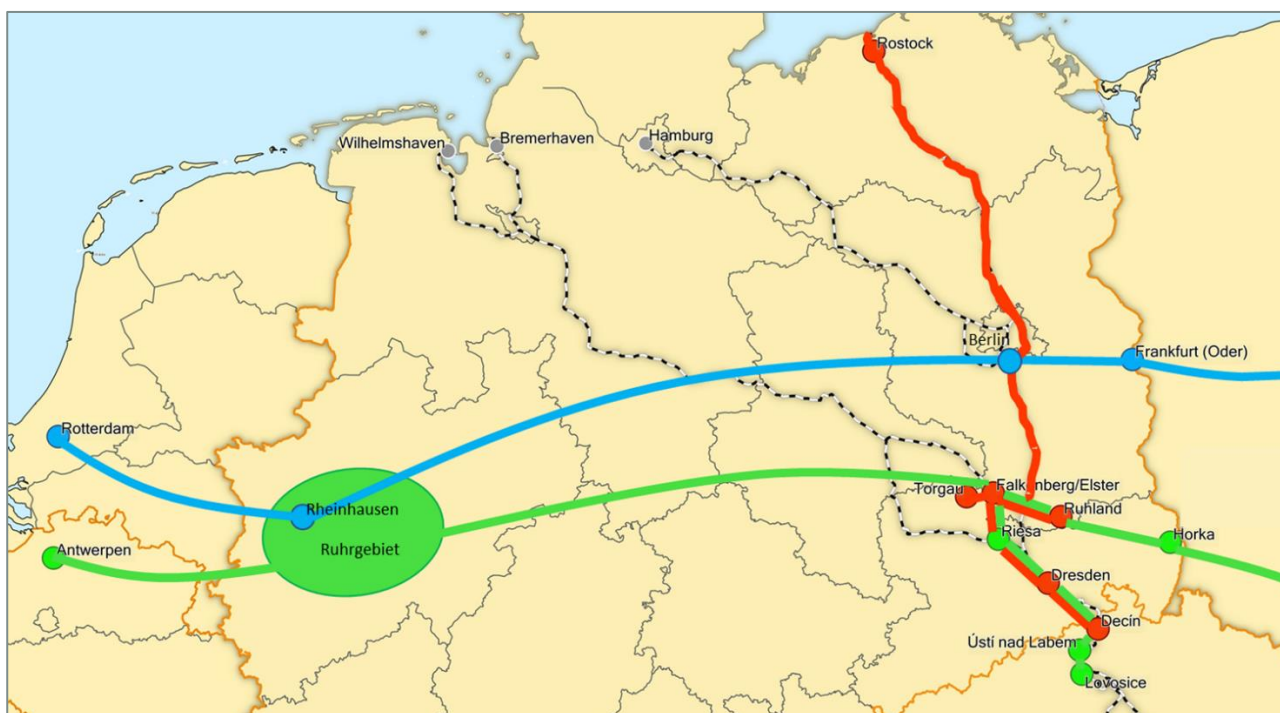 Rostock
Wilhelmshaven
Bremerhaven
Hamburg
Berlin
Frankfurt (Oder)
Rotterdam
Rheinhausen
Ruhrgebiet
Antwerpen
Torgau
Falkenberg/Elster
Ruhland
Riesa
Horka
Dresden
Decín
Ústí nad Labem
Lovosice